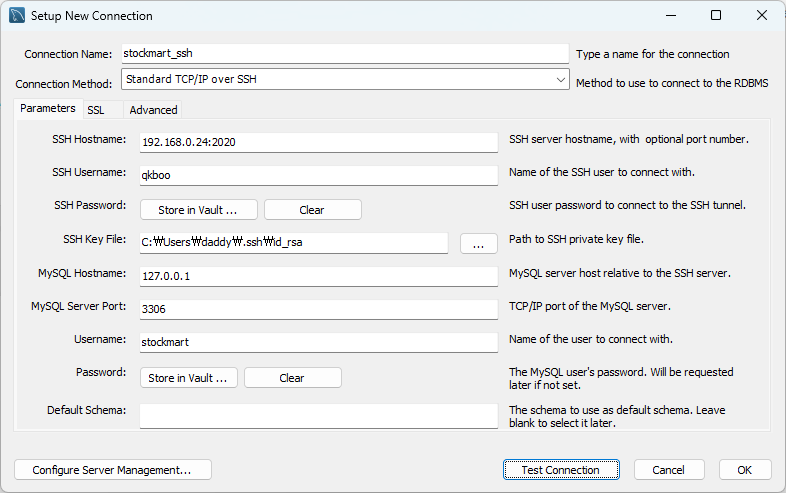 Setup New Connection
Connection Name: stockmart_ssh Type a name for the connection
Connection Method: Standard TCP/IP over SSH Method to use to connect to the RDBMS
Parameters SSL Advanced
SSH Hostname: 192.168.0.24:2020 SSH server hostname, with optional port number.
SSH Username: qkboo Name of the SSH user to connect with.
SSH Password: Store in Vault ... Clear SSH user password to connect to the SSH tunnel.
SSH Key File: C:₩Users₩daddy₩.ssh₩id_rsa ... Path to SSH private key file.
MySQL Hostname: 127.0.0.1 MySQL server host relative to the SSH server.
MySQL Server Port: 3306 TCP/IP port of the MySQL server.
Username: stockmart Name of the user to connect with.
Password: Store in Vault ... Clear The MySQL user's password. Will be requested
later if not set.
Default Schema: The schema to use as default schema. Leave
blank to select it later.
Configure Server Management... Test Connection Cancel OK